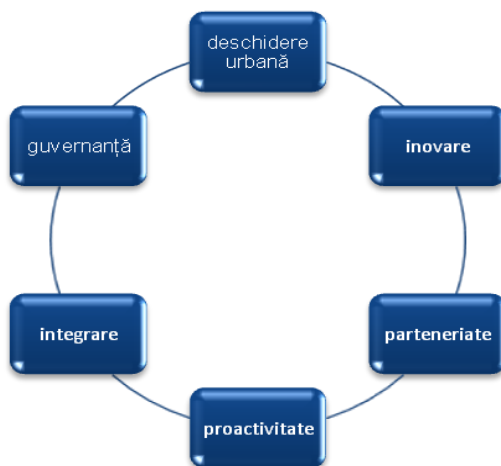 deschidere
urbană
inovare
parteneriate
proactivitate
integrare
guvernanță